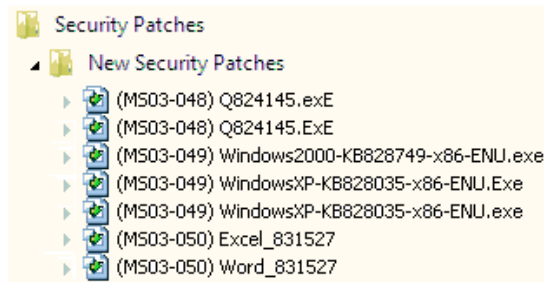 Security Patches
New Security Patches
(MS03-048) Q824145.exE
(MS03-048) Q824145.ExE
(MS03-049) Windows2000-KB828749-x86-ENU.exe
(MS03-049) WindowsXP-KB828035-x86-ENU.Exe
(MS03-049) WindowsXP-KB828035-x86-ENU.exe
(MS03-050) Excel_831527
(MS03-050) Word_831527